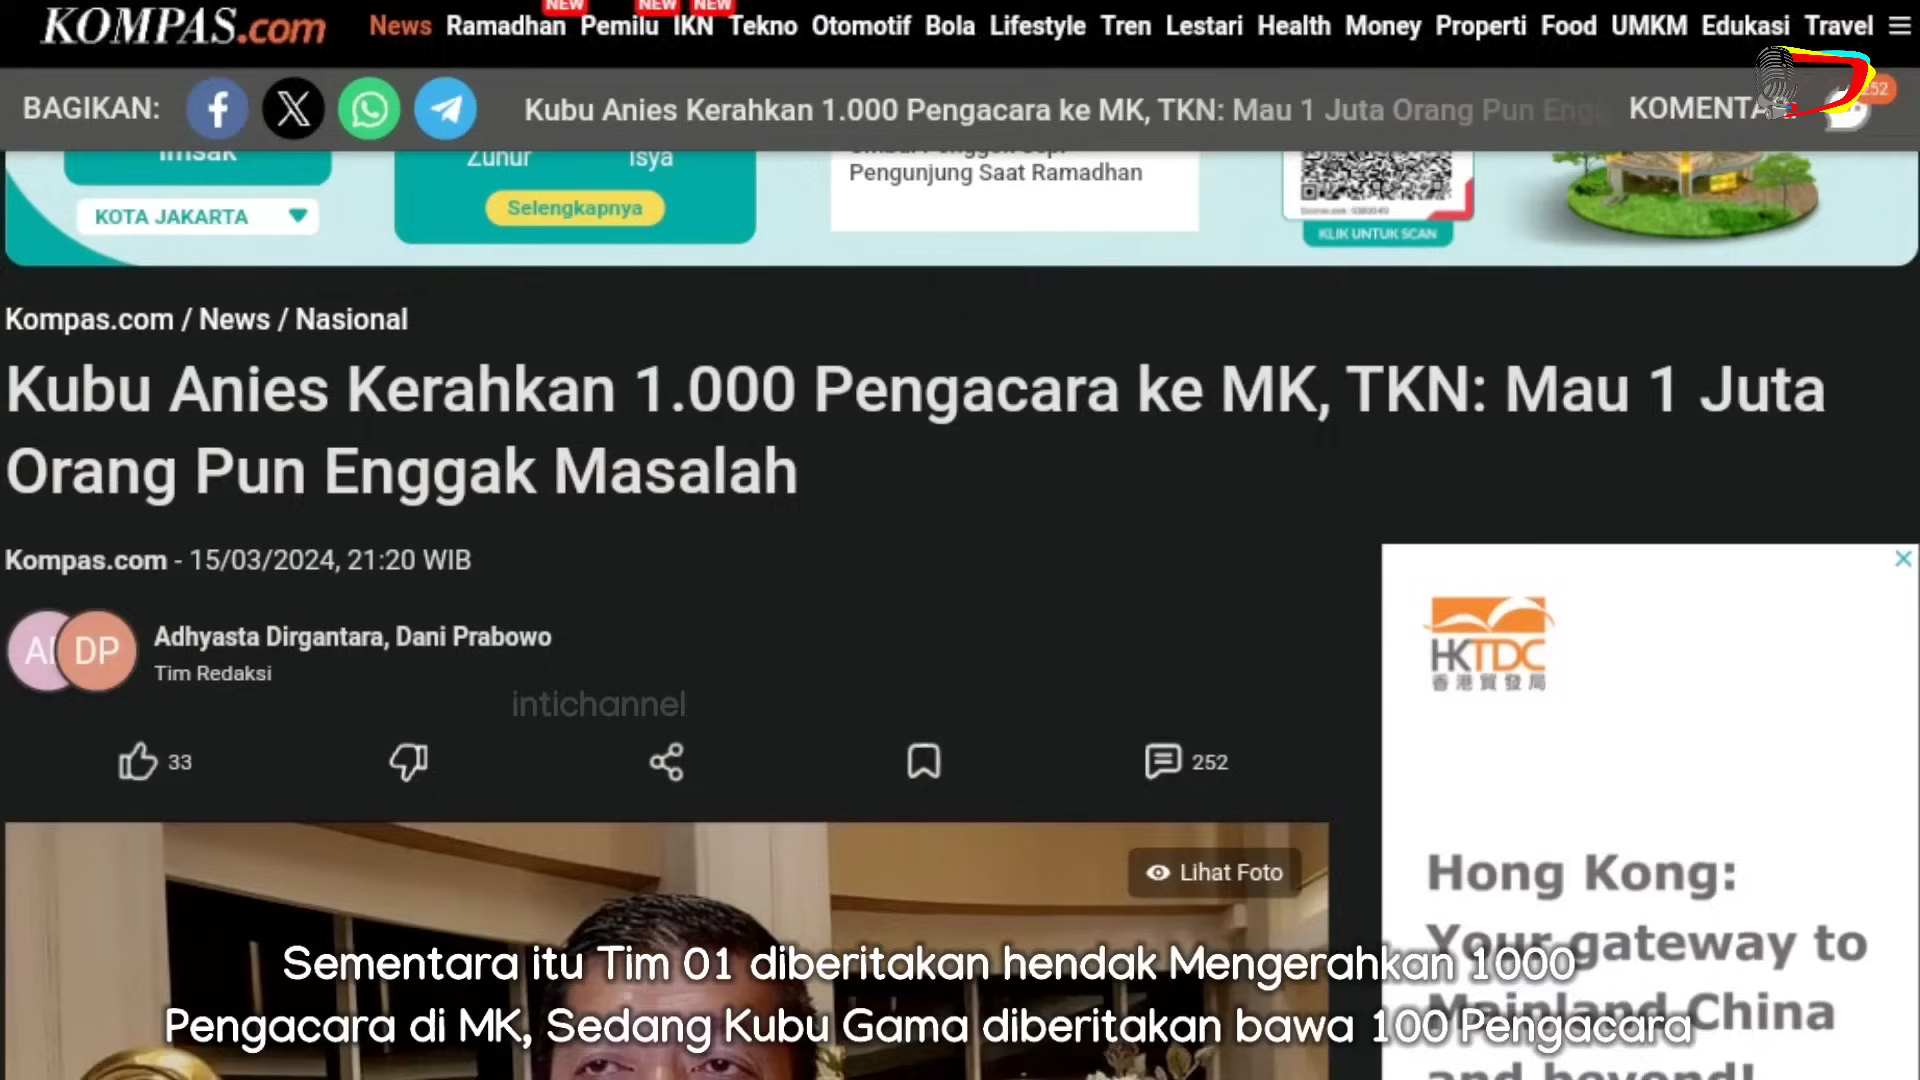 KOMPAS.com News Ramadhan NEW Pemilu NEW IKN NEW Tekno Otomotif Bola Lifestyle Tren Lestari Health Money Properti Food UMKM Edukasi Travel
BAGIKAN: Kubu Anies Kerahkan 1.000 Pengacara ke MK, TKN: Mau 1 Juta Orang Pun Engg KOMENTA 252
Imsak
Zuhur Isya
Selengkapnya
KOTA JAKARTA
Pengunjung Saat Ramadhan
KLIK UNTUK SCAN
Kompas.com / News / Nasional
Kubu Anies Kerahkan 1.000 Pengacara ke MK, TKN: Mau 1 Juta
Orang Pun Enggak Masalah
Kompas.com - 15/03/2024, 21:20 WIB
DP
Adhyasta Dirgantara, Dani Prabowo
Tim Redaksi
intichannel
33
252
Lihat Foto
HKTDC
香港貿發局
Hong Kong:
Your gateway to
Mainland China
and beyond!
Sementara itu Tim 01 diberitakan hendak Mengerahkan 1000
Pengacara di MK, Sedang Kubu Gama diberitakan bawa 100 Pengacara